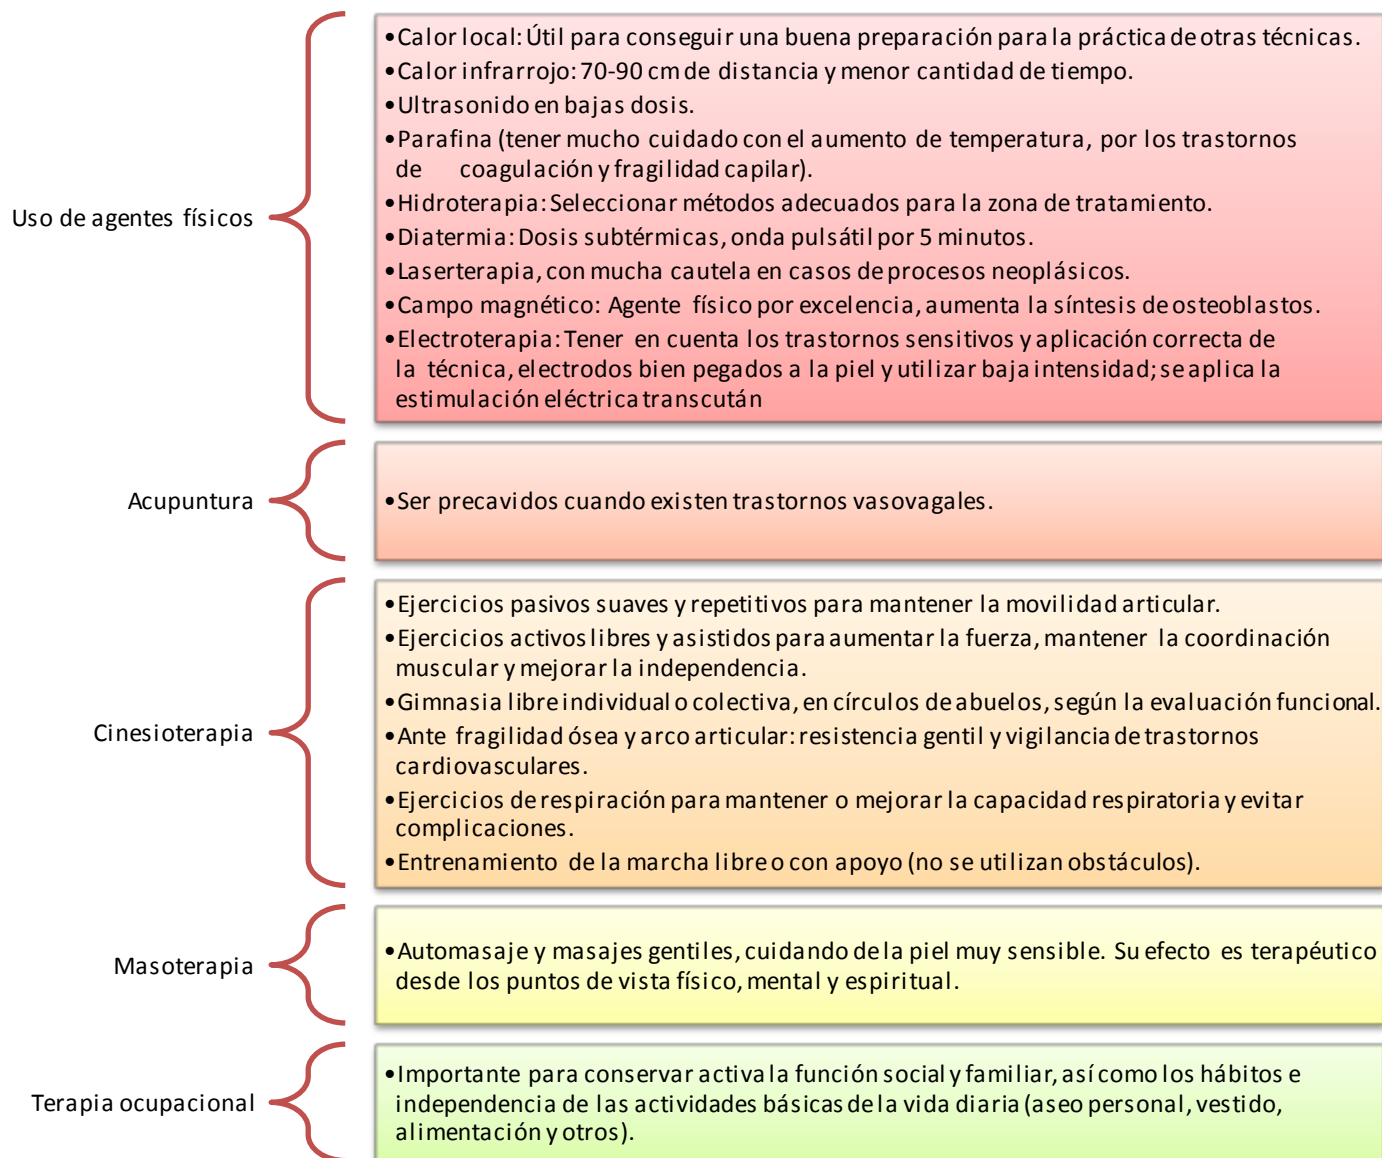 Uso de agentes físicos
•Calor local: Útil para conseguir una buena preparación para la práctica de otras técnicas.
•Calor infrarrojo: 70-90 cm de distancia y menor cantidad de tiempo.
•Ultrasonido en bajas dosis.
•Parafina (tener mucho cuidado con el aumento de temperatura, por los trastornos
de coagulación y fragilidad capilar).
•Hidroterapia: Seleccionar métodos adecuados para la zona de tratamiento.
•Diatermia: Dosis subtérmicas, onda pulsátil por 5 minutos.
•Laserterapia, con mucha cautela en casos de procesos neoplásicos.
•Campo magnético: Agente físico por excelencia, aumenta la síntesis de osteoblastos.
•Electroterapia: Tener en cuenta los trastornos sensitivos y aplicación correcta de
la técnica, electrodos bien pegados a la piel y utilizar baja intensidad; se aplica la
estimulación eléctrica transcután
Acupuntura
•Ser precavidos cuando existen trastornos vasovagales.
Cinesioterapia
•Ejercicios pasivos suaves y repetitivos para mantener la movilidad articular.
•Ejercicios activos libres y asistidos para aumentar la fuerza, mantener la coordinación
muscular y mejorar la independencia.
•Gimnasia libre individual o colectiva, en círculos de abuelos, según la evaluación funcional.
•Ante fragilidad ósea y arco articular: resistencia gentil y vigilancia de trastornos
cardiovasculares.
•Ejercicios de respiración para mantener o mejorar la capacidad respiratoria y evitar
complicaciones.
•Entrenamiento de la marcha libre o con apoyo (no se utilizan obstáculos).
Masoterapia
•Automasaje y masajes gentiles, cuidando de la piel muy sensible. Su efecto es terapéutico
desde los puntos de vista físico, mental y espiritual.
Terapia ocupacional
•Importante para conservar activa la función social y familiar, así como los hábitos e
independencia de las actividades básicas de la vida diaria (aseo personal, vestido,
alimentación y otros).